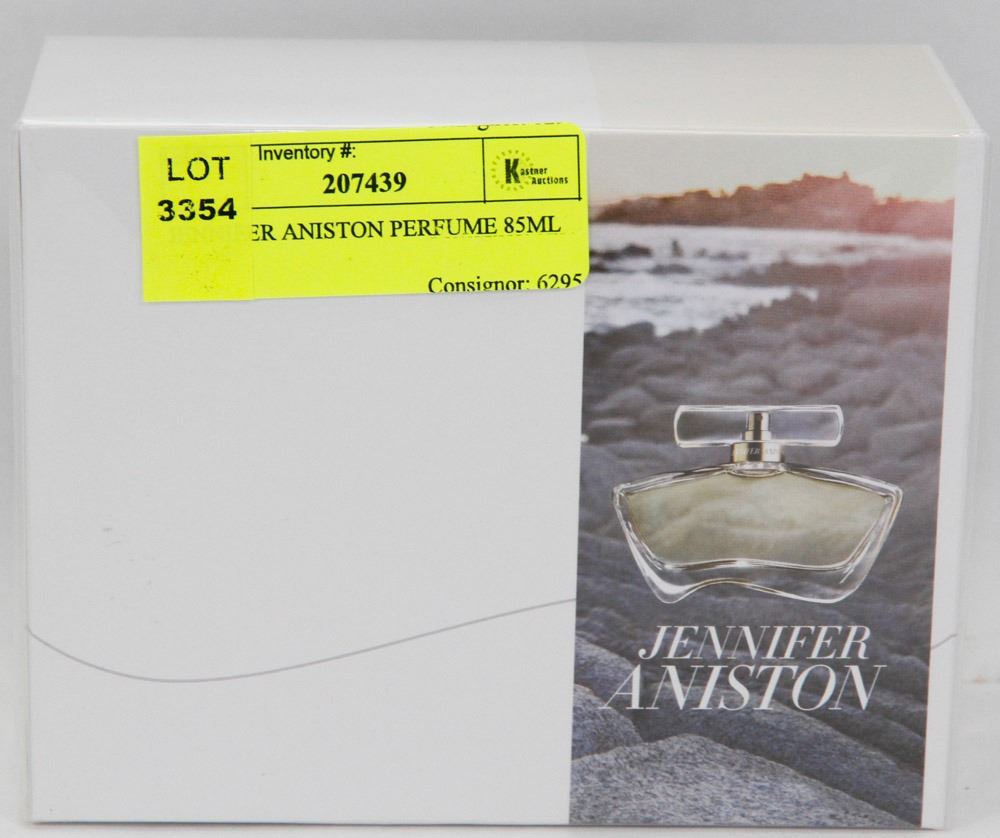 LOT
3354
Inventory #:
207439
Kastner
Auctions
ER ANISTON PERFUME 85ML
Consignor: 6295
JENNIFER
ANISTON